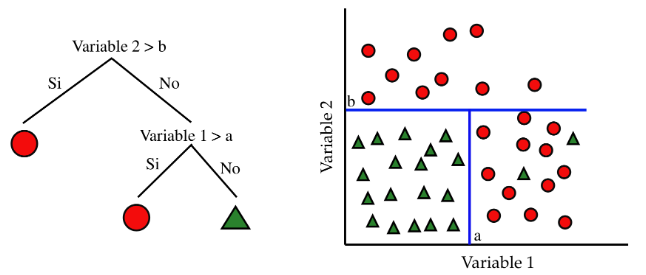 Variable 2 > b
Si
No
Variable 1 > a
Si
No
Variable 2
b
a
Variable 1